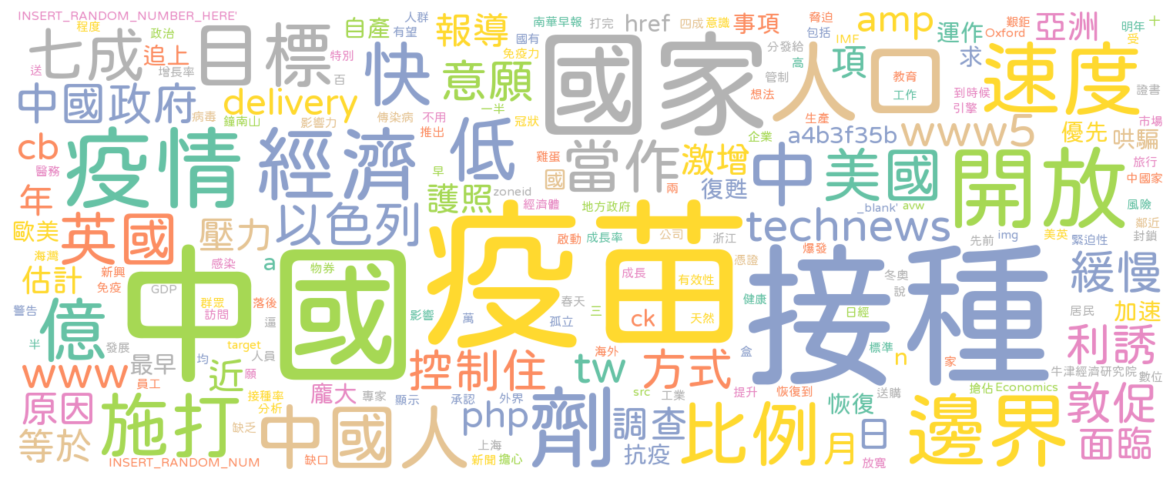 INSERT_RANDOM_NUMBER_HERE'
程度
政治
七成
追上
目標
自產
人群
有望
報導
南華早報
打完
href
四成
意識
事項
脅迫
包括
amp
運作
艱鉅
Oxford
亞洲
明年
十
受
送
增長率
特別
百
快
意願
國有
免疫力
國家
分發給
管制
想法
高
IMF
人口
項
教育
工作
求
到時候
引擎
速度
證書
中國政府
病毒
鐘南山
delivery
影響力
傳染病
不用
推出
一半
冠狀
低
生產
企業
a4b3f35b
www5
優先
市場
哄騙
cb
醫務
疫情
經濟
早
雞蛋
國
當作
兩
激增
復甦
中
美國
開放
旅行
中國家
年
護照
zoneid
經濟體
地方政府
_blank'
avw
風險
歐美
英國
壓力
以色列
疫苗
啟動
成長率
公司
浙江
technews
爆發
先前
img
美英
緊迫性
鄰近
封鎖
海灣
估計
新興
免疫
感染
a
中國
物券
成長
有效性
憑證
接種
冬奧
說
緩慢
警告
億
GDP
群眾
訪問
落後
逼
影響
春天
萬
孤立
三
ck
天然
健康
日經
居民
加速
半
發展
target
人員
控制住
海外
tw
方式
盒
標準
n
家
利誘
www
最早
員工
近
均
願
龐大
專家
顯示
承認
外界
src
工業
提升
恢復到
送購
搶佔
Economics
牛津經濟研究院
數位
原因
施打
接種率
分析
缺乏
中國人
php
劑
調查
比例
恢復
月
日
邊界
敦促
等於
INSERT_RANDOM_NUM
缺口
上海
新聞
擔心
抗疫
放寬
面臨